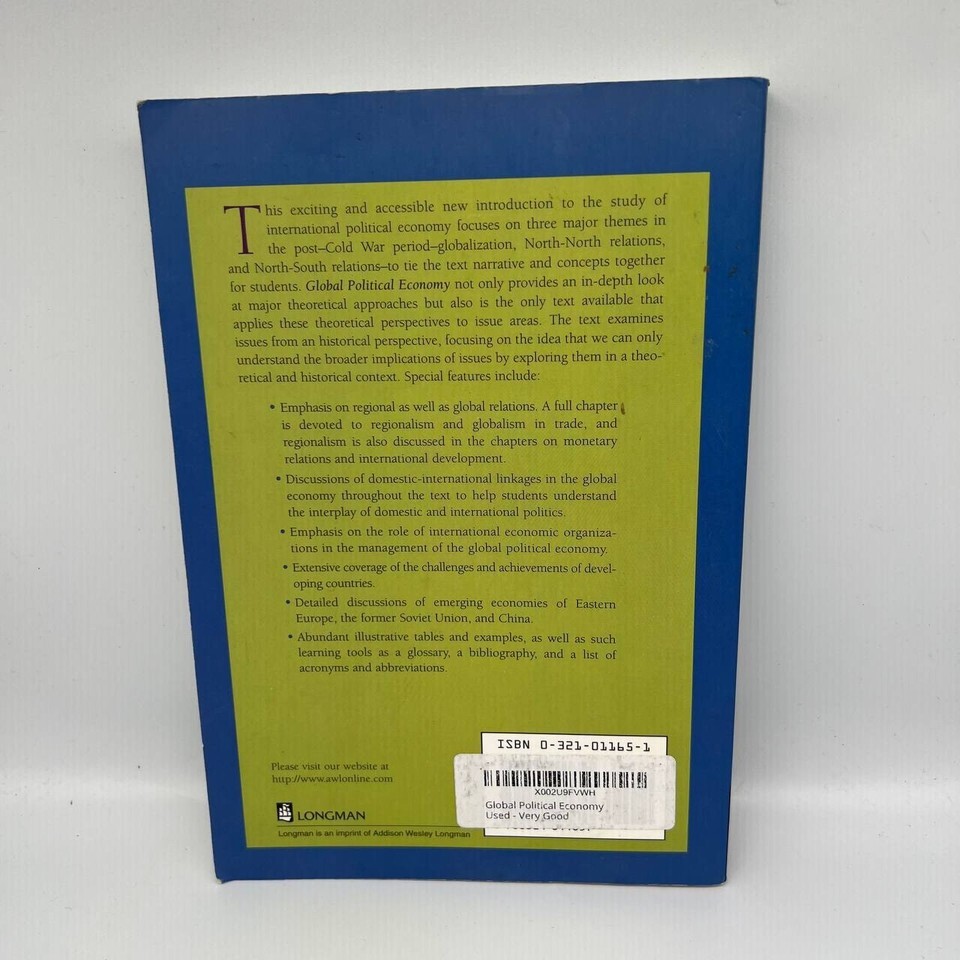 This exciting and accessible new introduction to the study of
international political economy focuses on three major themes in
the post–Cold War period–globalization, North-North relations,
and North-South relations–to tie the text narrative and concepts together
for students. Global Political Economy not only provides an in-depth look
at major theoretical approaches but also is the only text available that
applies these theoretical perspectives to issue areas. The text examines
issues from an historical perspective, focusing on the idea that we can only
understand the broader implications of issues by exploring them in a theo-
retical and historical context. Special features include:
• Emphasis on regional as well as global relations. A full chapter
is devoted to regionalism and globalism in trade, and
regionalism is also discussed in the chapters on monetary
relations and international development.
• Discussions of domestic-international linkages in the global
economy throughout the text to help students understand
the interplay of domestic and international politics.
• Emphasis on the role of international economic organiza-
tions in the management of the global political economy.
• Extensive coverage of the challenges and achievements of devel-
oping countries.
• Detailed discussions of emerging economies of Eastern
Europe, the former Soviet Union, and China.
• Abundant illustrative tables and examples, as well as such
learning tools as a glossary, a bibliography, and a list of
acronyms and abbreviations.
ISBN 0-321-01165-1
X002U9FVWH
Global Political Economy
Used - Very Good
Please visit our website at
http://www.awlonline.com
LONGMAN
Longman is an imprint of Addison Wesley Longman